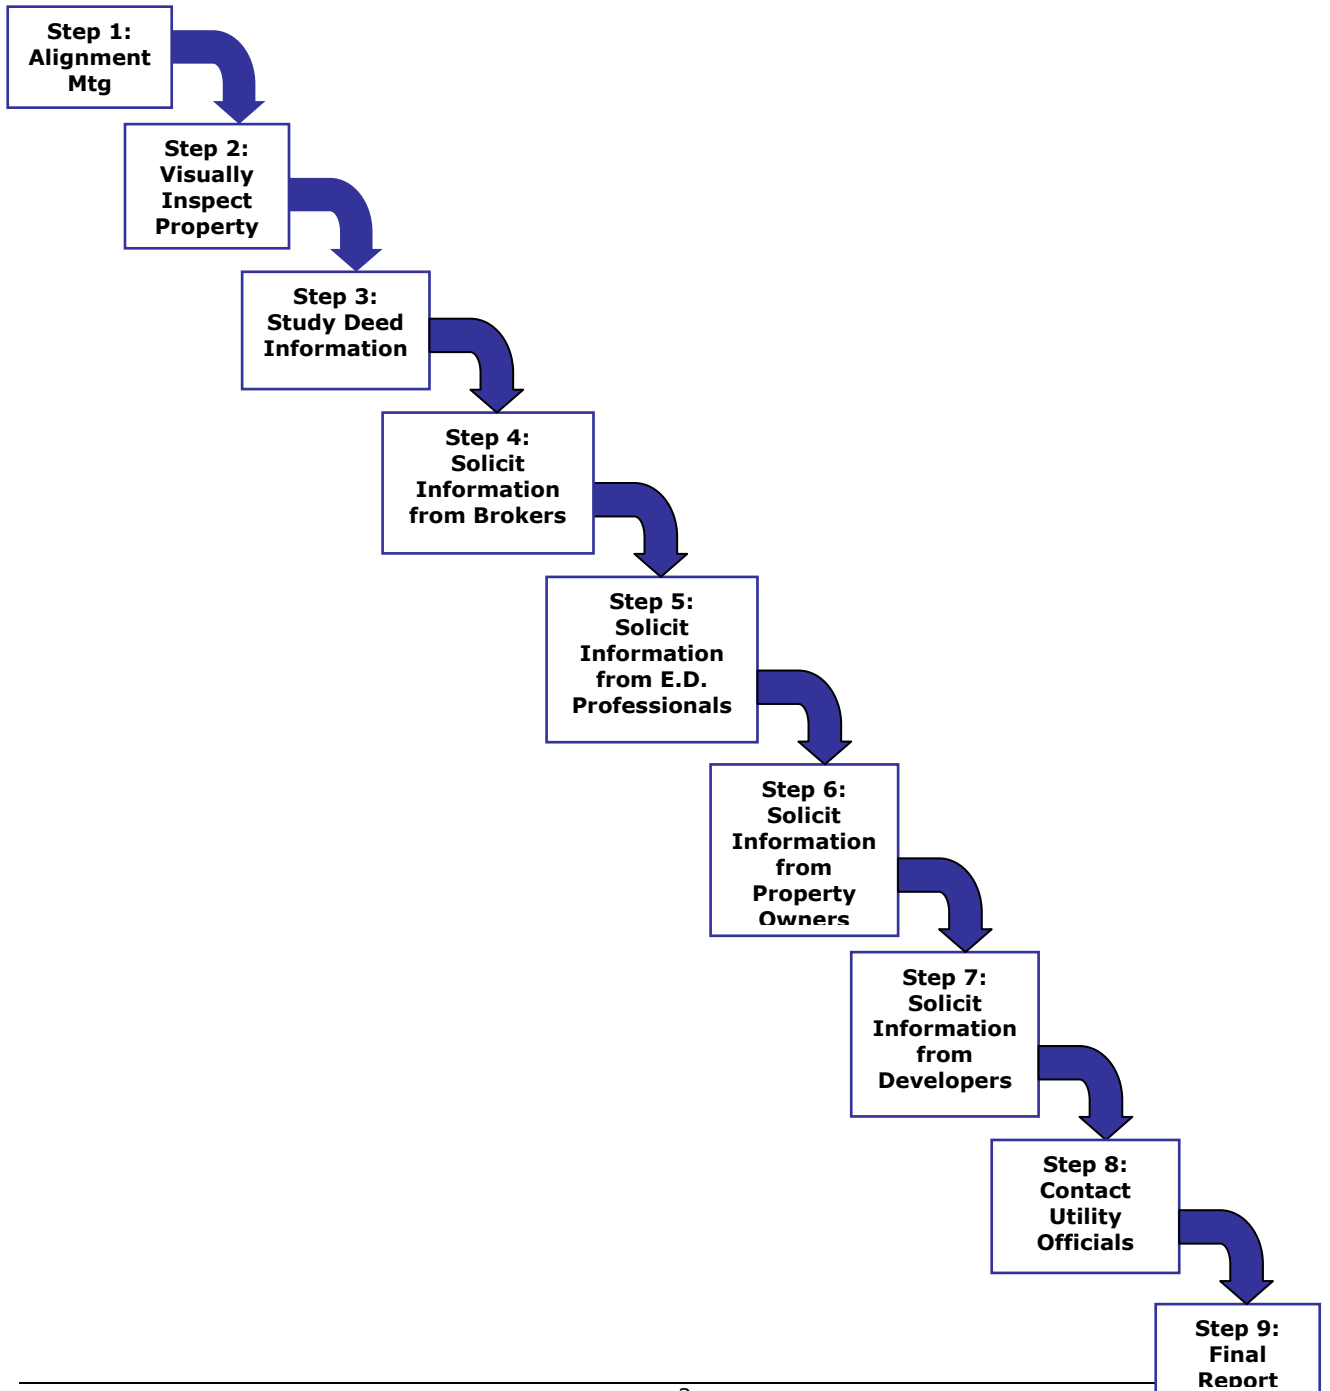 Step 1:
Alignment
Mtg
Step 2:
Visually
Inspect
Property
Step 3:
Study Deed
Information
Step 4:
Solicit
Information
from Brokers
Step 5:
Solicit
Information
from E.D.
Professionals
Step 6:
Solicit
Information
from
Property
Owners
Step 7:
Solicit
Information
from
Developers
Step 8:
Contact
Utility
Officials
Step 9:
Final
Report